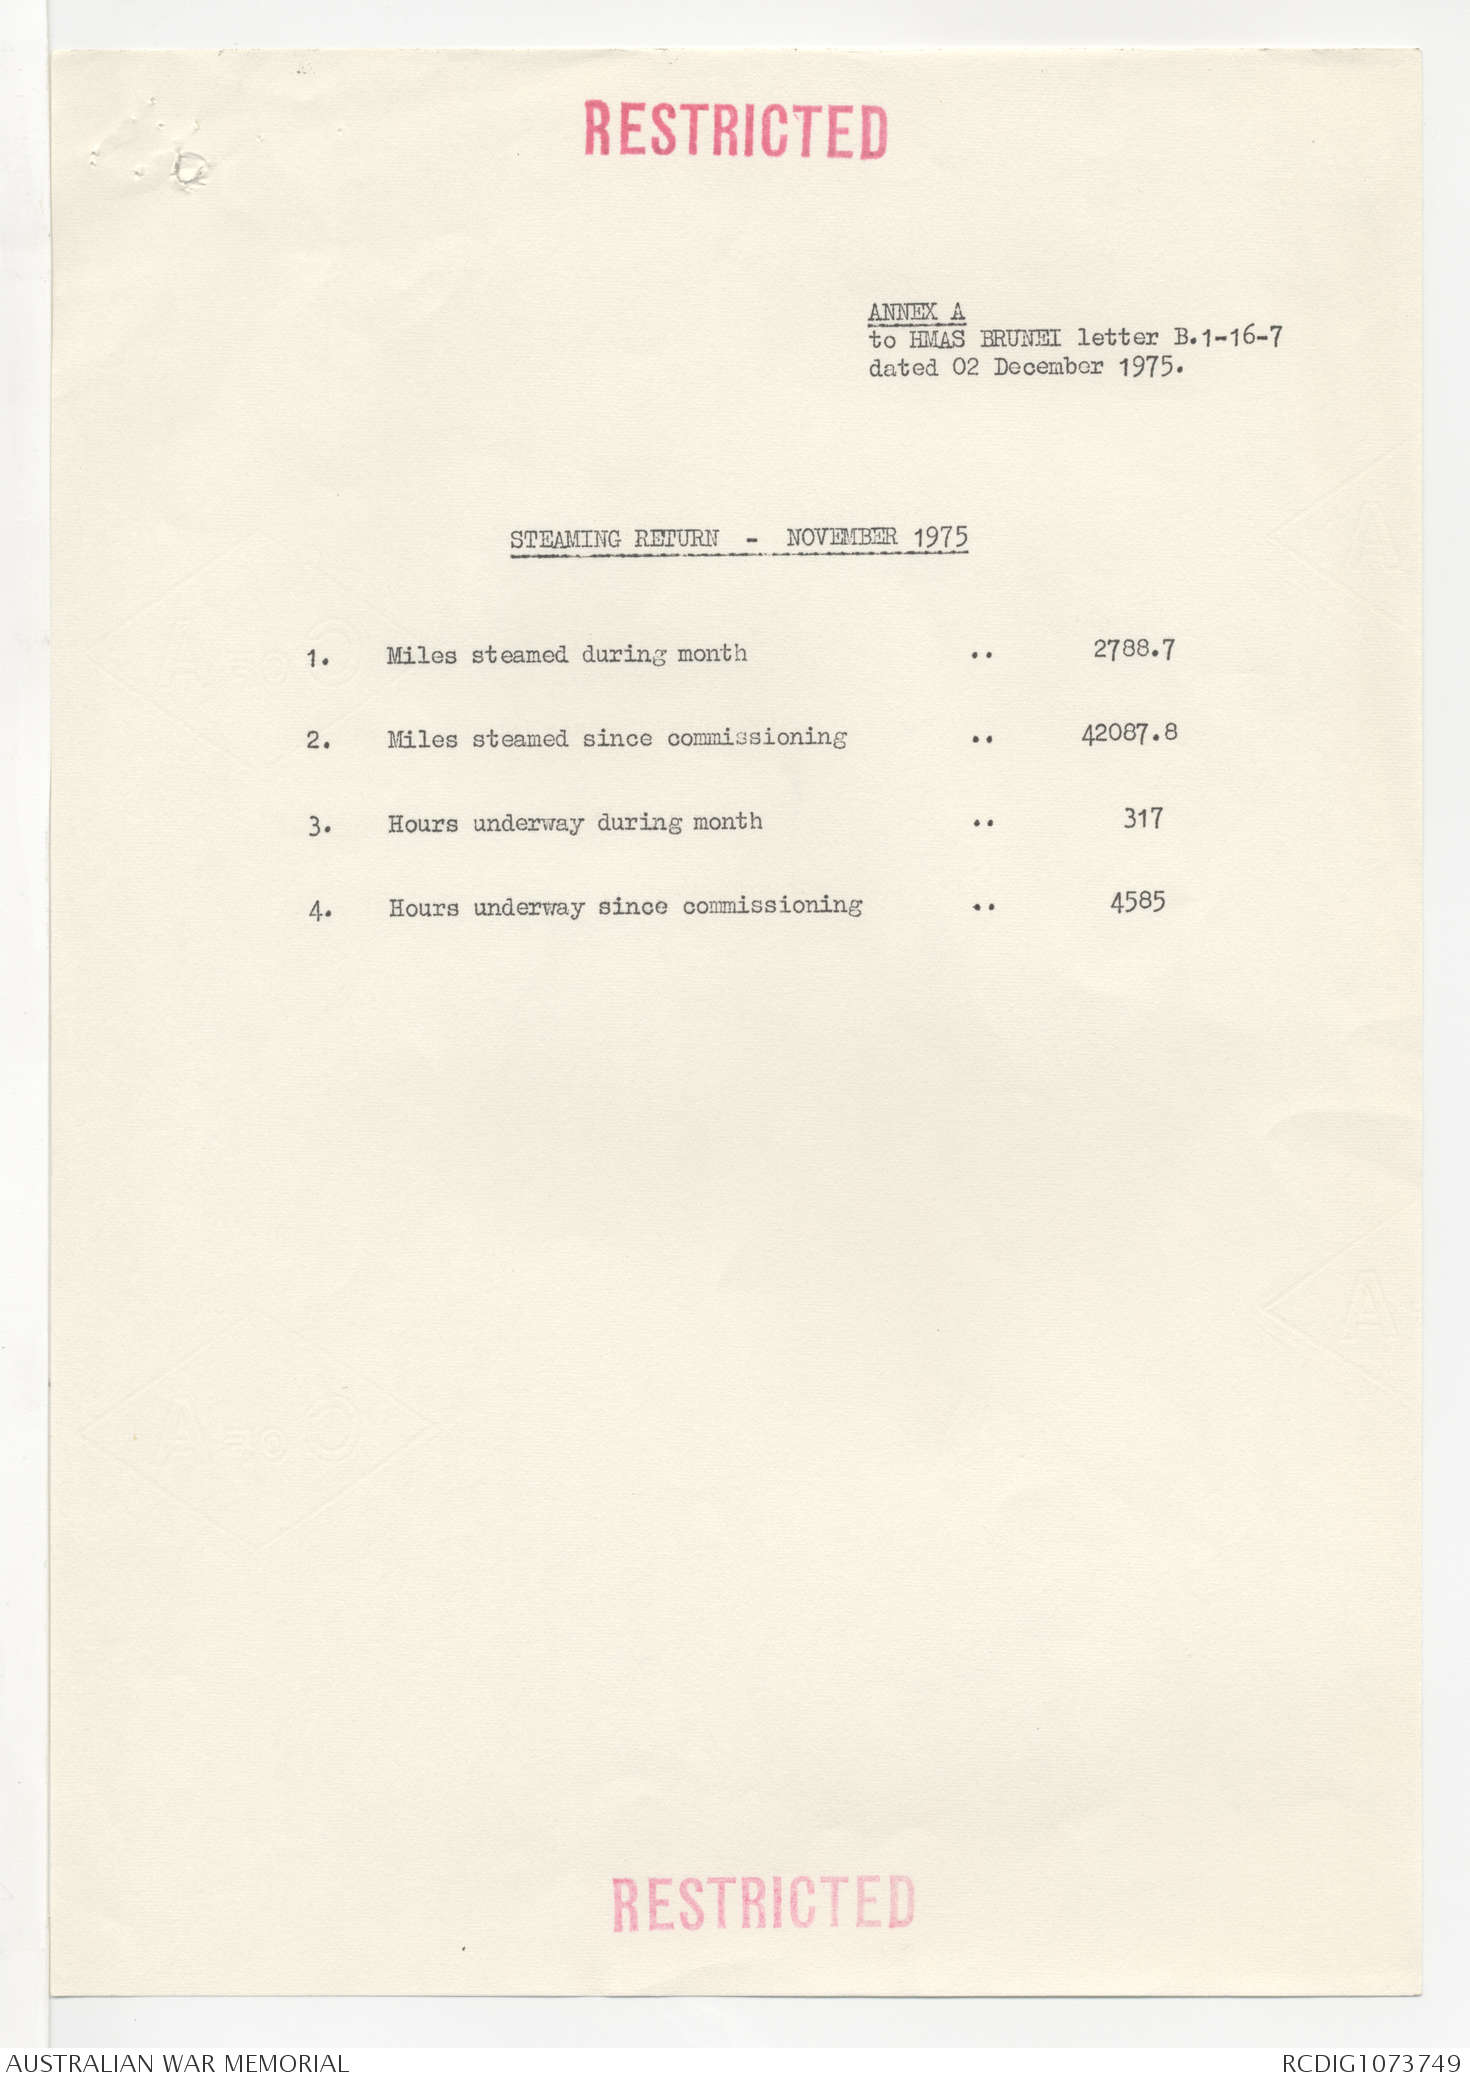 RESTRICTED
ANNEX A
to HMAS BRUNEI letter B.1-16-7
dated 02 December 1975.
STEAMING RETURN - NOVEMBER 1975
1. Miles steamed during month .. 2788.7
2. Miles steamed since commissioning .. 42087.8
3. Hours underway during month .. 317
4. Hours underway since commissioning .. 4585
RESTRICTED
AUSTRALIAN WAR MEMORIAL RCDIG1073749